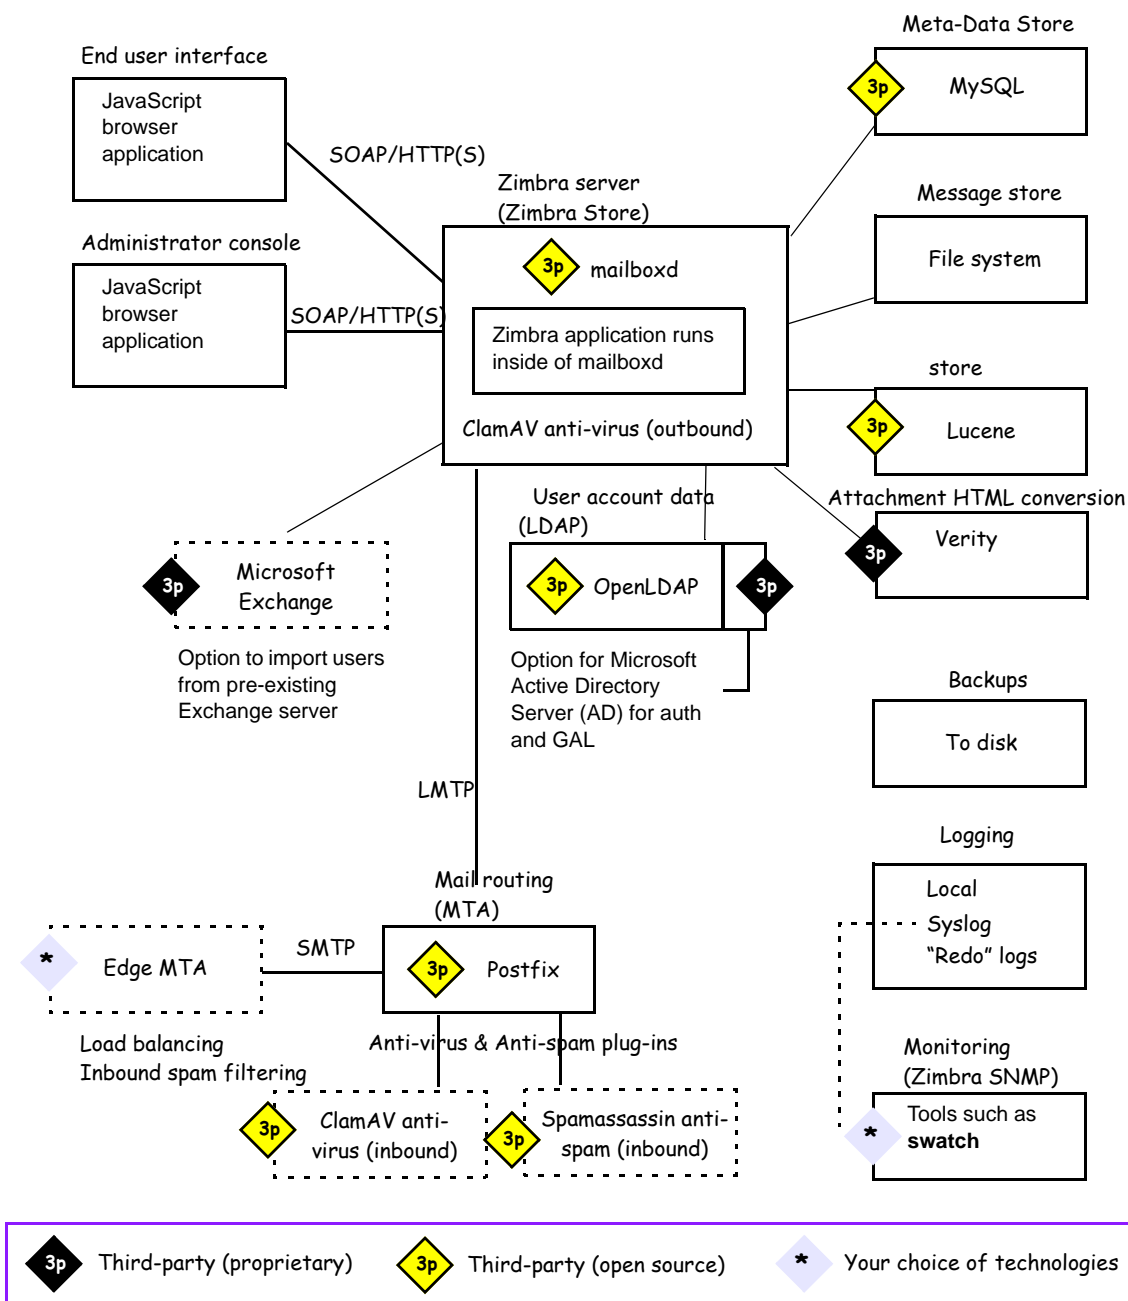 Meta-Data Store
3p
MySQL
End user interface
JavaScript
browser
application
SOAP/HTTP(S)
Zimbra server
(Zimbra Store)
Message store
File system
Administrator console
JavaScript
browser
application
SOAP/HTTP(S)
3p
mailboxd
Zimbra application runs
inside of mailboxd
ClamAV anti-virus (outbound)
store
3p
Lucene
Attachment HTML conversion
3p
Verity
User account data
(LDAP)
3p
OpenLDAP
3p
Option for Microsoft
Active Directory
Server (AD) for auth
and GAL
3p
Microsoft
Exchange
Option to import users
from pre-existing
Exchange server
Backups
To disk
LMTP
Logging
Local
Syslog
“Redo” logs
Mail routing
(MTA)
3p
Postfix
SMTP
*
Edge MTA
Load balancing
Inbound spam filtering
Anti-virus & Anti-spam plug-ins
3p
ClamAV anti-
virus (inbound)
3p
Spamassassin anti-
spam (inbound)
Monitoring
(Zimbra SNMP)
*
Tools such as
swatch
3p
Third-party (proprietary)
3p
Third-party (open source)
*
Your choice of technologies